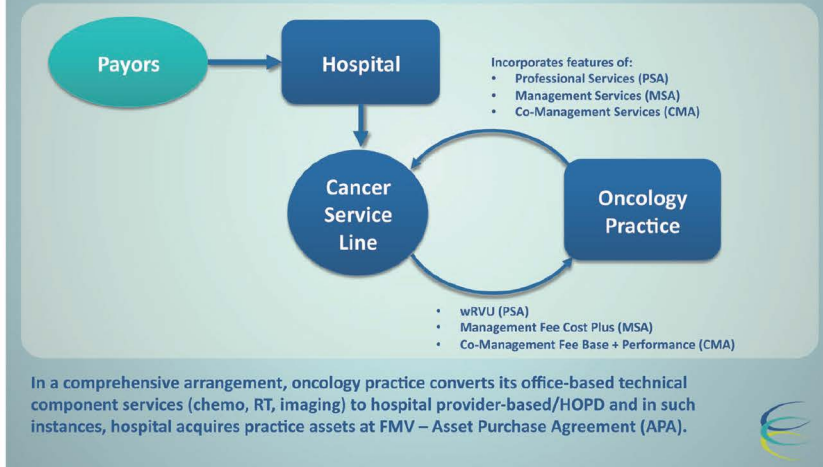 Payors
Hospital
Incorporates features of:
• Professional Services (PSA)
• Management Services (MSA)
• Co-Management Services (CMA)
Cancer
Service
Line
Oncology
Practice
• wRVU (PSA)
• Management Fee Cost Plus (MSA)
• Co-Management Fee Base + Performance (CMA)
In a comprehensive arrangement, oncology practice converts its office-based technical
component services (chemo, RT, imaging) to hospital provider-based/HOPD and in such
instances, hospital acquires practice assets at FMV – Asset Purchase Agreement (APA).